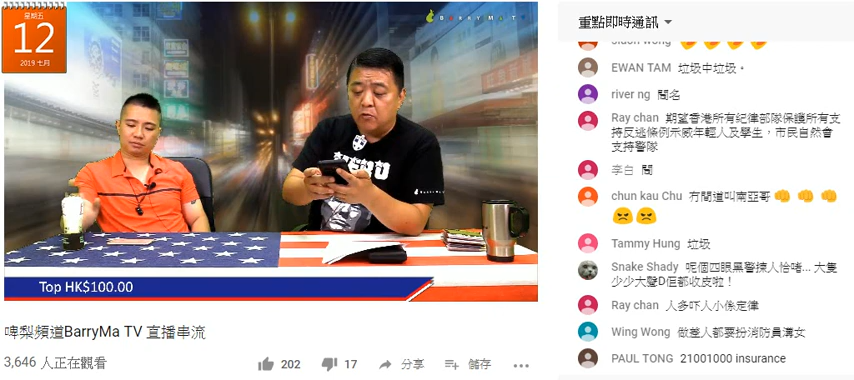 星期五
12
2019 七月
BARRYMA TV
Top HK$100.00
啤梨頻道BarryMa TV 直播串流
3,646 人正在觀看
202
17
分享
儲存
重點即時通訊
EWAN TAM 垃圾中垃圾。
river ng 閪名
Ray chan 期望香港所有紀律部隊保護所有支
持反逃條例示威年輕人及學生，市民自然會
支持警隊
李白 閪
chun kau Chu 冇閪道叫南亞哥 👊 👊 👊
😠 😠
Tammy Hung 垃圾
Snake Shady 呢個四眼黑警揀人恰啫... 大隻
少少大聲D佢都收皮啦！
Ray chan 人多吓人小係定律
Wing Wong 做差人都要扮消防員溝女
PAUL TONG 21001000 insurance